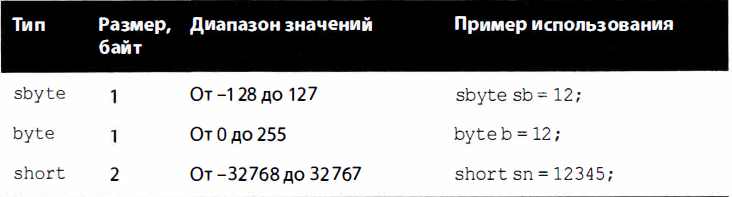 Тип Размер, байт Диапазон значений Пример использования
sbyte 1 От –128 до 127 sbyte sb = 12;
byte 1 От 0 до 255 byte b = 12;
short 2 От –32768 до 32767 short sn = 12345;